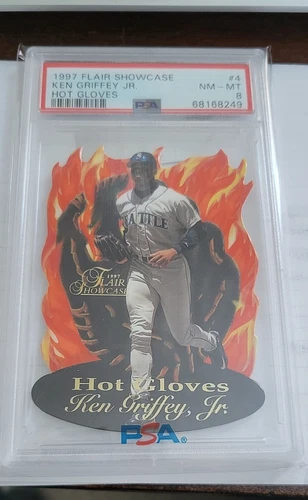 1997 FLAIR SHOWCASE #4
KEN GRIFFEY JR. NM - MT
HOT GLOVES 8
PSA 68168249
SEATTLE
1997
FLAIR
SHOWCASE
Hot Gloves
Ken Griffey, Jr.
PSA®